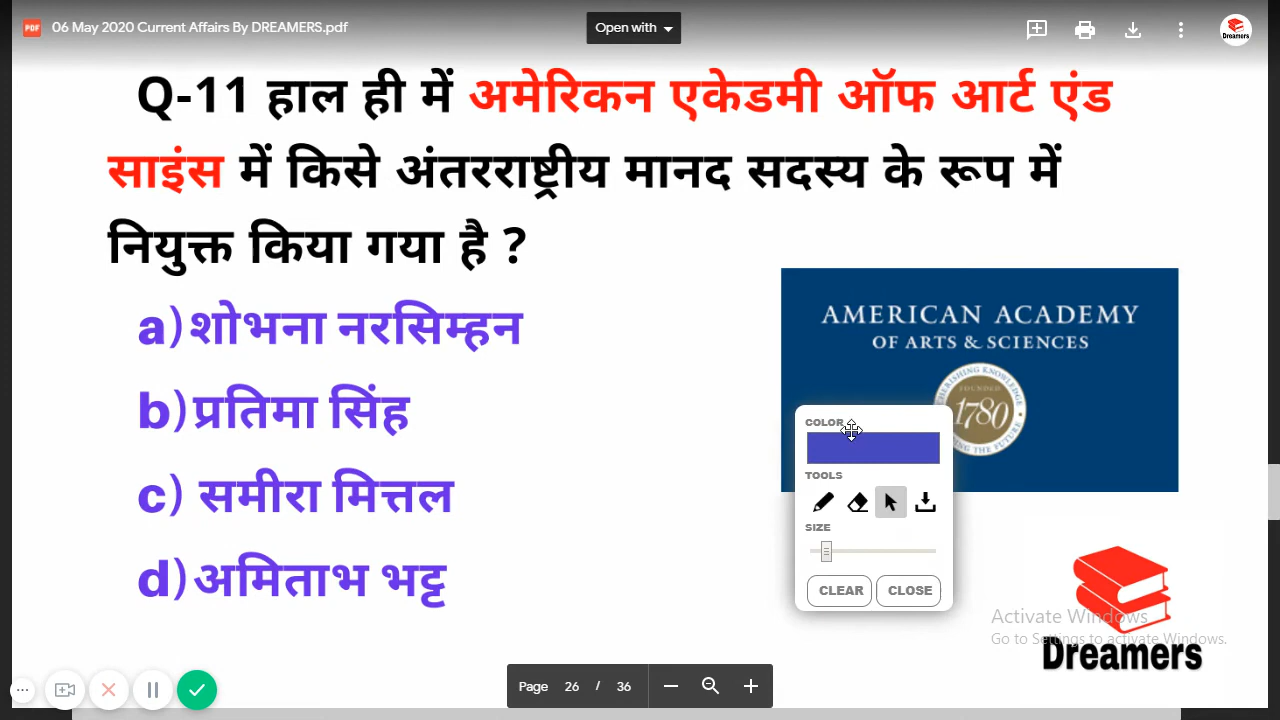 06 May 2020 Current Affairs By DREAMERS.pdf
Open with
Dreamers
Q-11 हाल ही में अमेरिकन एकेडमी ऑफ आर्ट एंड
साइंस में किसे अंतरराष्ट्रीय मानद सदस्य के रूप में
नियुक्त किया गया है ?
a)शोभना नरसिम्हन
b)प्रतिमा सिंह
c) समीरा मित्तल
d)अमिताभ भट्ट
AMERICAN ACADEMY
OF ARTS & SCIENCES
FOUNDED
1780
COLOR
TOOLS
SIZE
CLEAR CLOSE
Activate Windows
Go to Settings to activate Windows.
Dreamers
Page 26 / 36